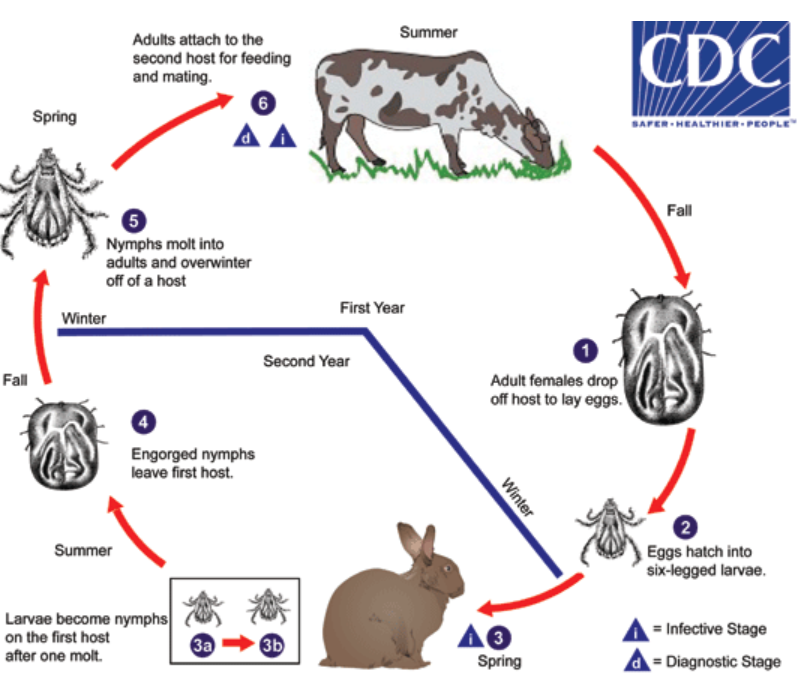 Summer
CDC
SAFER • HEALTHIER • PEOPLE™
Adults attach to the
second host for feeding
and mating.
6
d i
Spring
5
Nymphs molt into
adults and overwinter
off of a host
Fall
Winter
First Year
Second Year
Winter
1
Adult females drop
off host to lay eggs.
Fall
4
Engorged nymphs
leave first host.
2
Eggs hatch into
six-legged larvae.
Summer
Larvae become nymphs
on the first host
after one molt.
3a 3b
i 3
Spring
i = Infective Stage
d = Diagnostic Stage